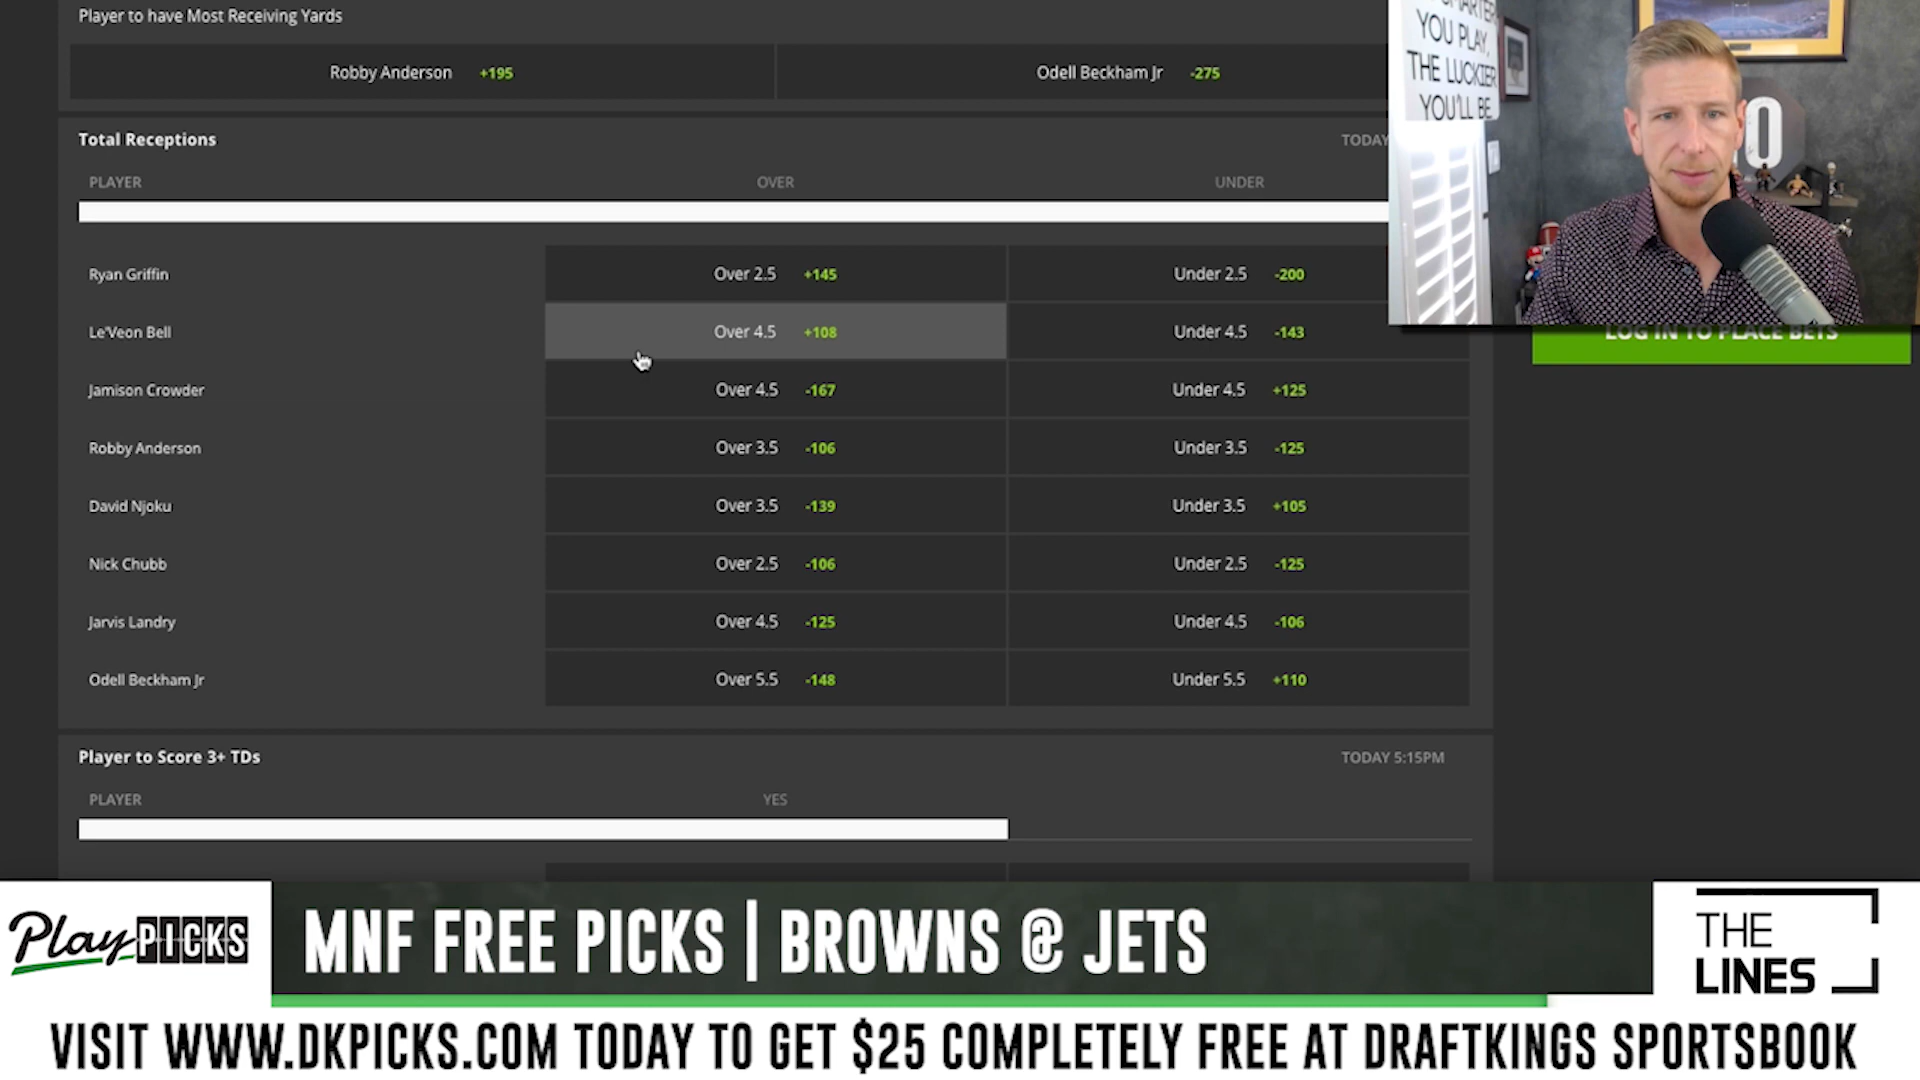 Player to have Most Receiving Yards
Robby Anderson +195 Odell Beckham Jr -275
Total Receptions TODAY
PLAYER OVER UNDER
Ryan Griffin Over 2.5 +145 Under 2.5 -200
Le'Veon Bell Over 4.5 +108 Under 4.5 -143
Jamison Crowder Over 4.5 -167 Under 4.5 +125
Robby Anderson Over 3.5 -106 Under 3.5 -125
David Njoku Over 3.5 -139 Under 3.5 +105
Nick Chubb Over 2.5 -106 Under 2.5 -125
Jarvis Landry Over 4.5 -125 Under 4.5 -106
Odell Beckham Jr Over 5.5 -148 Under 5.5 +110
Player to Score 3+ TDs TODAY 5:15PM
PLAYER YES
YOU PLAY,
THE LUCKIER
YOU'LL BE
LOG IN TO PLACE BETS
PlayPICKS
MNF FREE PICKS | BROWNS @ JETS
THE
LINES
VISIT WWW.DKPICKS.COM TODAY TO GET $25 COMPLETELY FREE AT DRAFTKINGS SPORTSBOOK